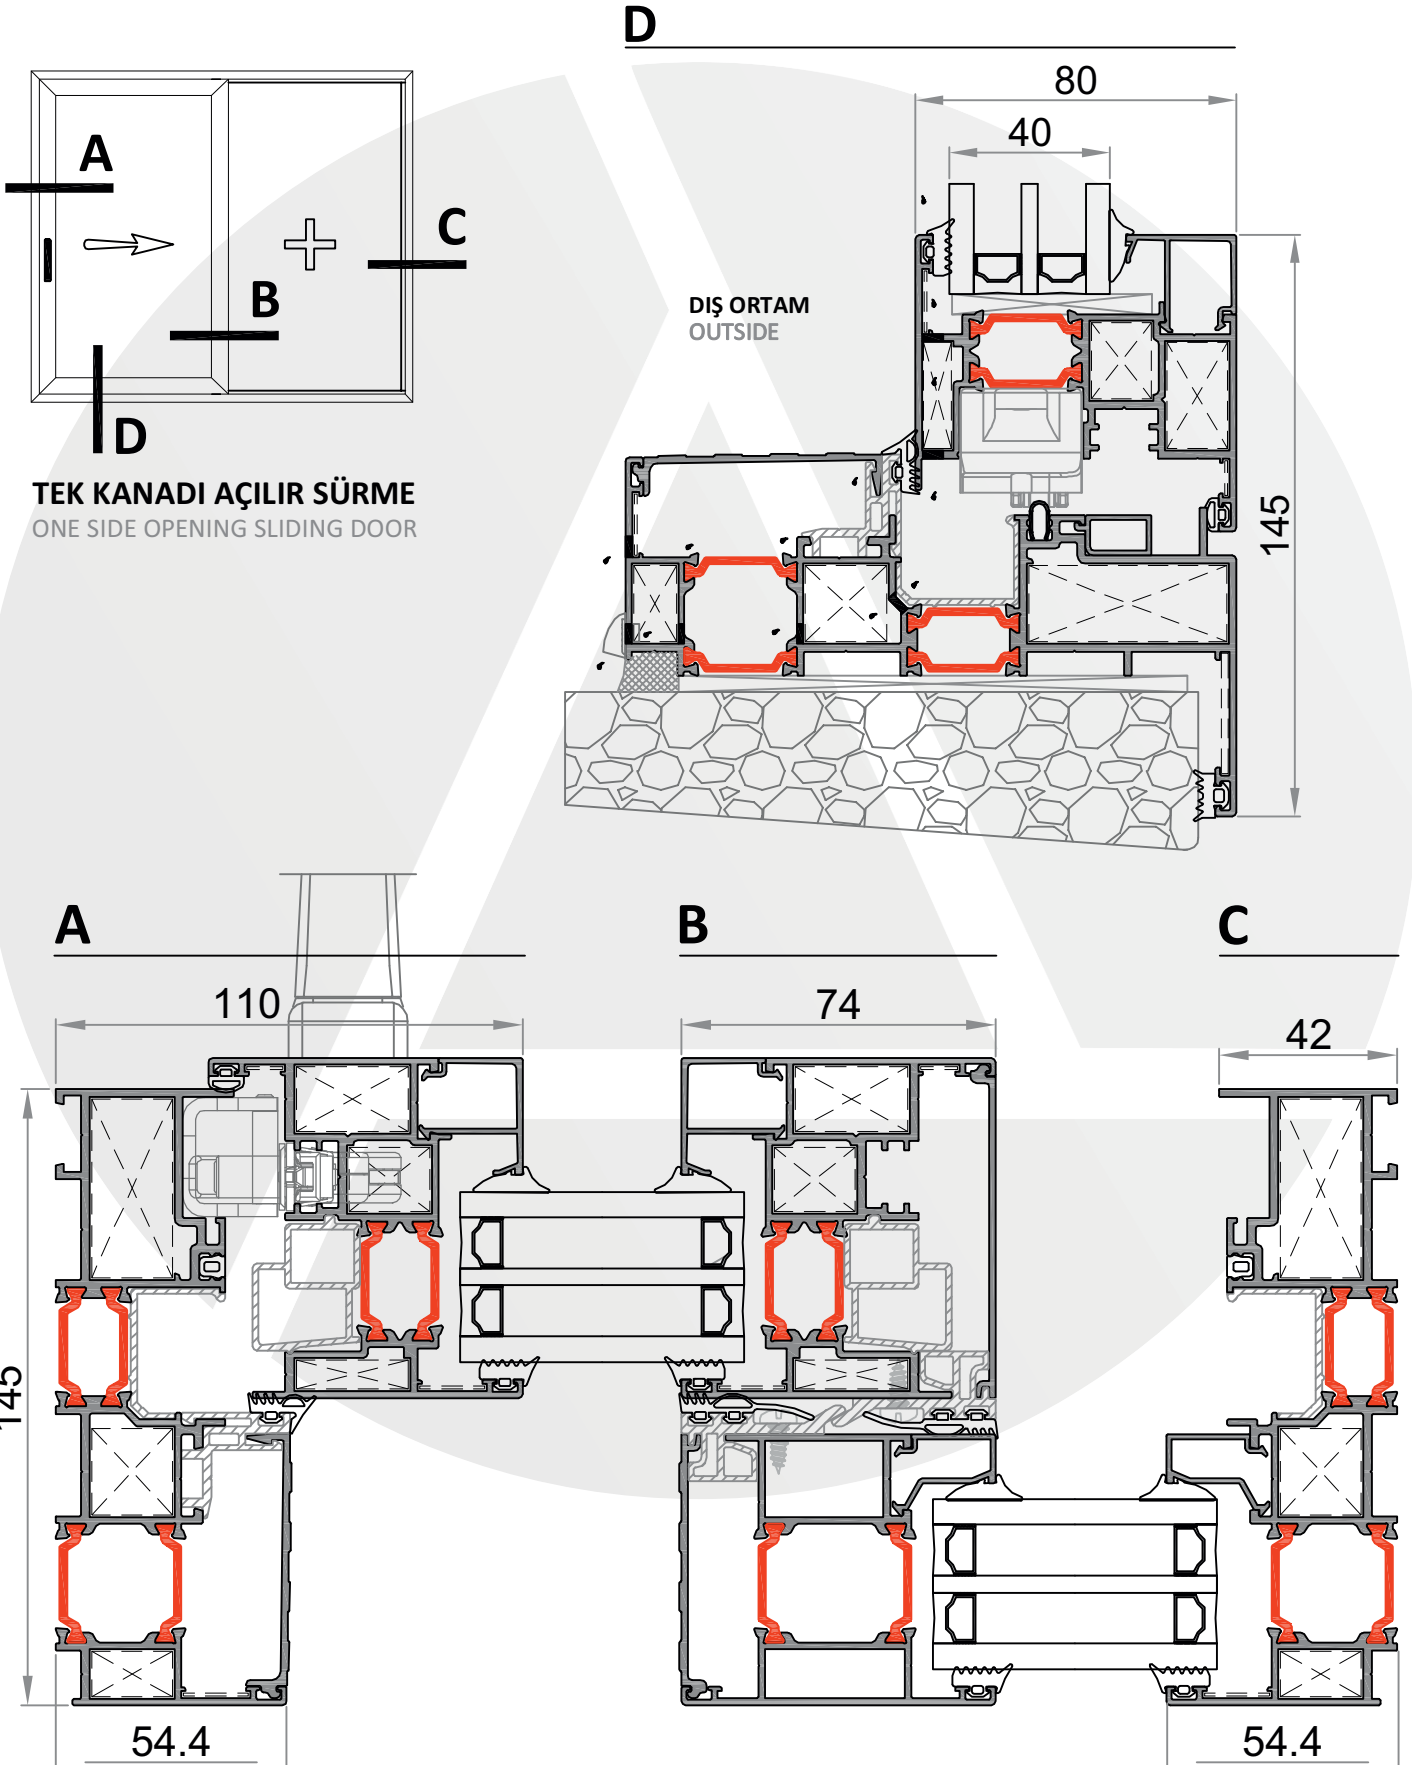 D
80
40
A
C
B
D
DIŞ ORTAM
OUTSIDE
145
TEK KANADI AÇILIR SÜRME
ONE SIDE OPENING SLIDING DOOR
A
B
C
110
74
42
145
54.4
54.4